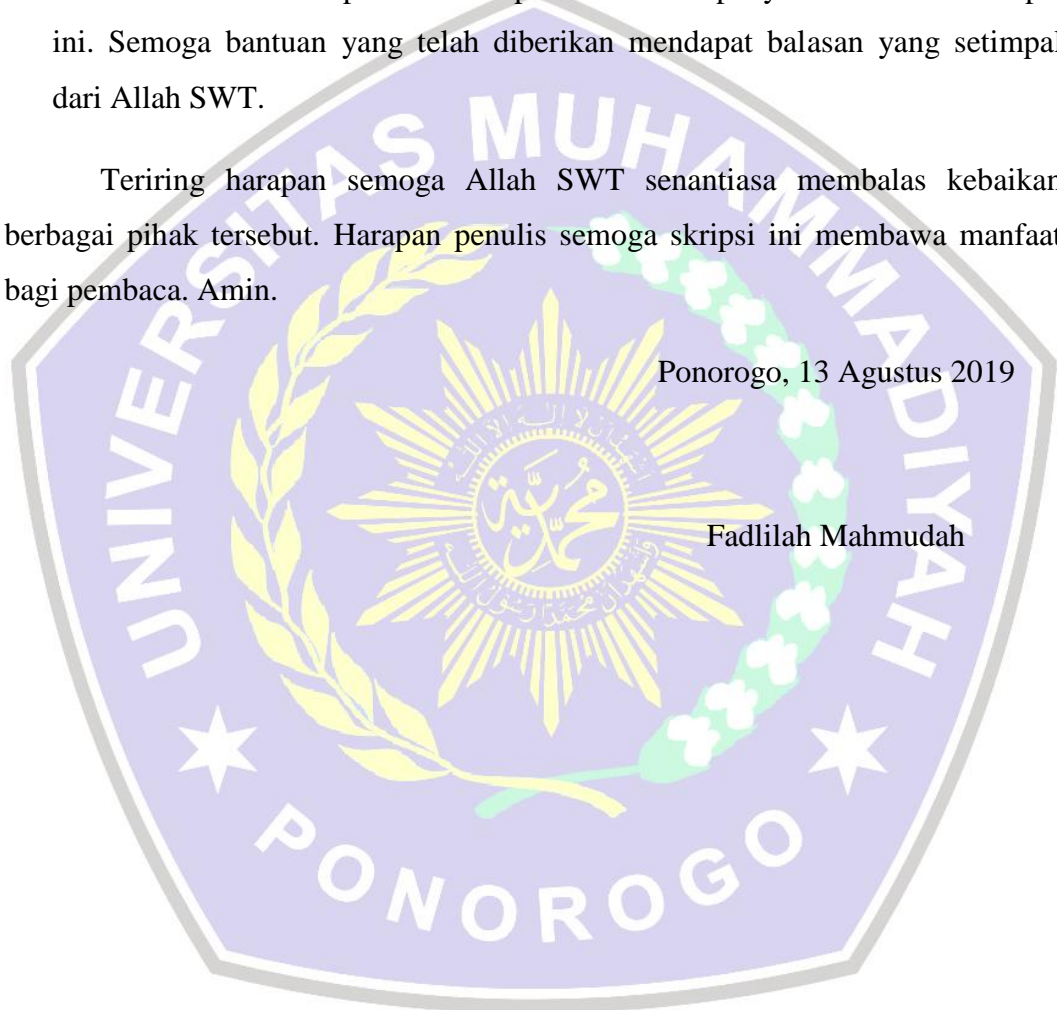 ini. Semoga bantuan yang telah diberikan mendapat balasan yang setimpal
dari Allah SWT.
Teriring harapan semoga Allah SWT senantiasa membalas kebaikan
berbagai pihak tersebut. Harapan penulis semoga skripsi ini membawa manfaat
bagi pembaca. Amin.
Ponorogo, 13 Agustus 2019
Fadlilah Mahmudah
UNIVERSITAS MUHAMMADIYAH
PONOROGO
محمدية